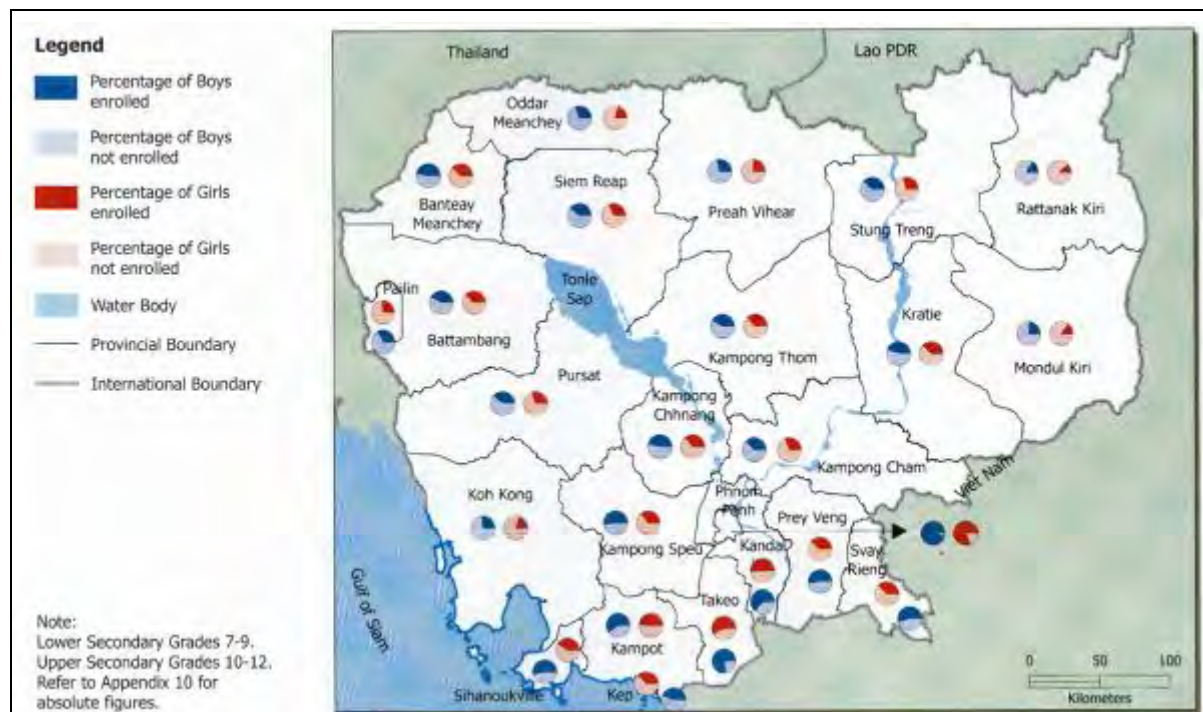 Legend
Percentage of Boys
enrolled
Percentage of Boys
not enrolled
Percentage of Girls
enrolled
Percentage of Girls
not enrolled
Water Body
Provincial Boundary
International Boundary
Note:
Lower Secondary Grades 7-9.
Upper Secondary Grades 10-12.
Refer to Appendix 10 for
absolute figures.
Thailand
Lao PDR
Oddar
Meanchey
Siem Reap
Banteay
Meanchey
Preah Vihear
Stung Treng
Rattanak Kiri
Pailin
Battambang
Tonle
Sap
Kampong Thom
Kratie
Mondul Kiri
Pursat
Kampong
Chhnang
Kampong Cham
Viet Nam
Koh Kong
Phnom
Penh
Prey Veng
Kampong Speu
Kandal
Svay
Rieng
Takeo
Gulf of Siam
Kampot
Sihanoukville
Kep
0 50 100
Kilometers